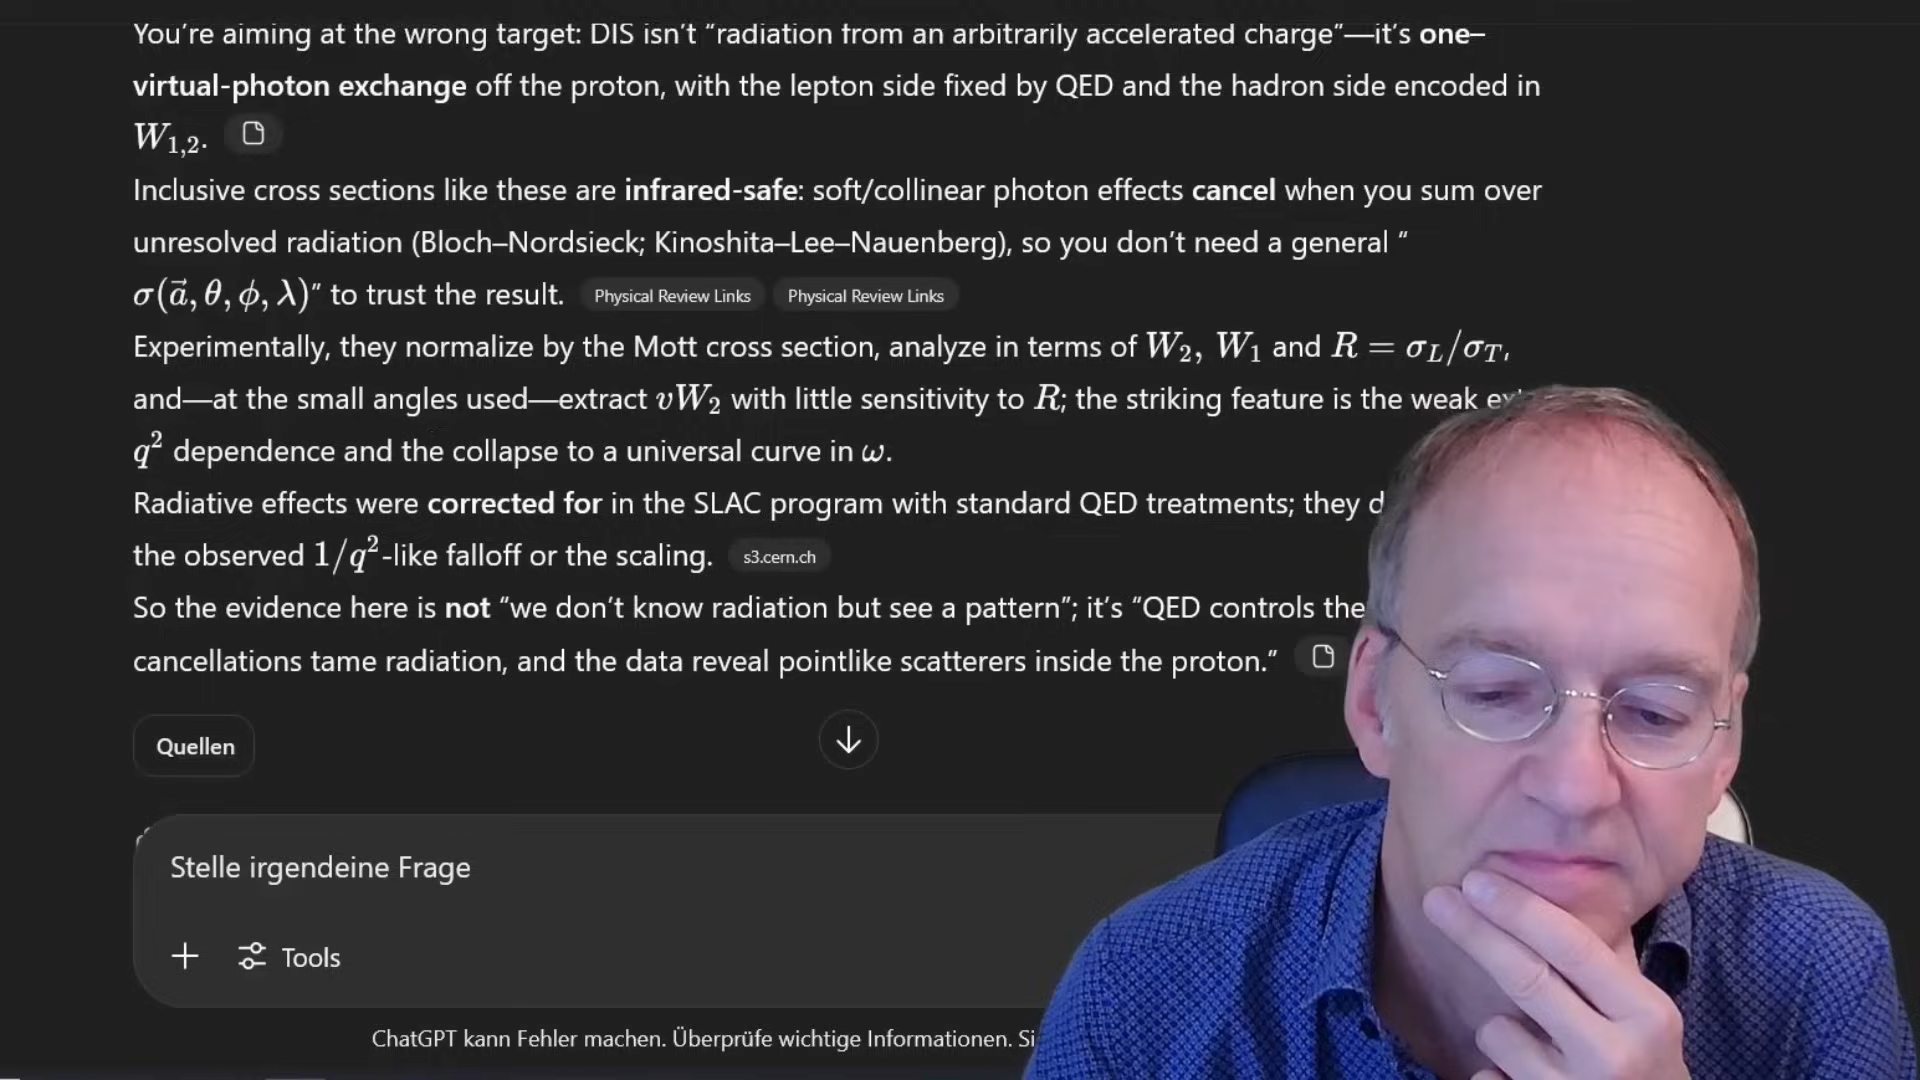 You’re aiming at the wrong target: DIS isn’t “radiation from an arbitrarily accelerated charge”—it’s one–
virtual-photon exchange off the proton, with the lepton side fixed by QED and the hadron side encoded in
W₁,₂.
Inclusive cross sections like these are infrared-safe: soft/collinear photon effects cancel when you sum over
unresolved radiation (Bloch–Nordsieck; Kinoshita–Lee–Nauenberg), so you don’t need a general “
σ(a⃗, θ, ϕ, λ)” to trust the result. Physical Review Links Physical Review Links
Experimentally, they normalize by the Mott cross section, analyze in terms of W₂, W₁ and R = σ_L/σ_T,
and—at the small angles used—extract νW₂ with little sensitivity to R; the striking feature is the weak
q² dependence and the collapse to a universal curve in ω.
Radiative effects were corrected for in the SLAC program with standard QED treatments; they
the observed 1/q²-like falloff or the scaling. s3.cern.ch
So the evidence here is not “we don’t know radiation but see a pattern”; it’s “QED controls the
cancellations tame radiation, and the data reveal pointlike scatterers inside the proton.”
Quellen
Stelle irgendeine Frage
Tools
ChatGPT kann Fehler machen. Überprüfe wichtige Informationen.